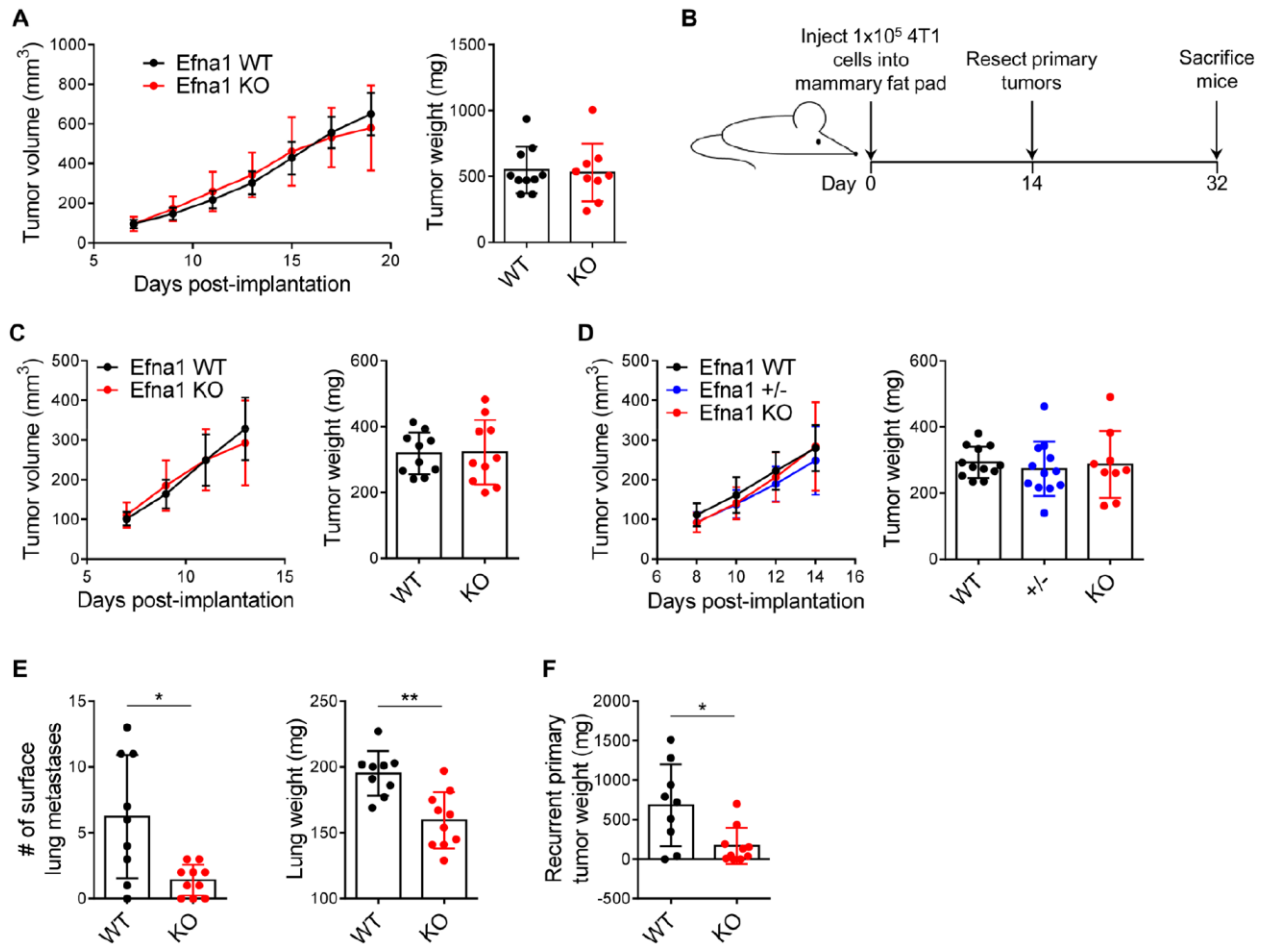 A
Tumor volume (mm³)
1000
800
600
400
200
0
5
10
15
20
Days post-implantation
Efna1 WT
Efna1 KO
Tumor weight (mg)
1500
1000
500
0
WT
KO
B
Inject 1x10⁵ 4T1
cells into
mammary fat pad
Resect primary
tumors
Sacrifice
mice
Day
0
14
32
C
Tumor volume (mm³)
500
400
300
200
100
0
5
10
15
Days post-implantation
Efna1 WT
Efna1 KO
Tumor weight (mg)
600
400
200
0
WT
KO
D
Tumor volume (mm³)
500
400
300
200
100
0
6
8
10
12
14
16
Days post-implantation
Efna1 WT
Efna1 +/-
Efna1 KO
Tumor weight (mg)
600
400
200
0
WT
+/-
KO
E
# of surface
lung metastases
15
10
5
0
*
WT
KO
Lung weight (mg)
250
200
150
100
**
WT
KO
F
Recurrent primary
tumor weight (mg)
2000
1500
1000
500
0
-500
*
WT
KO